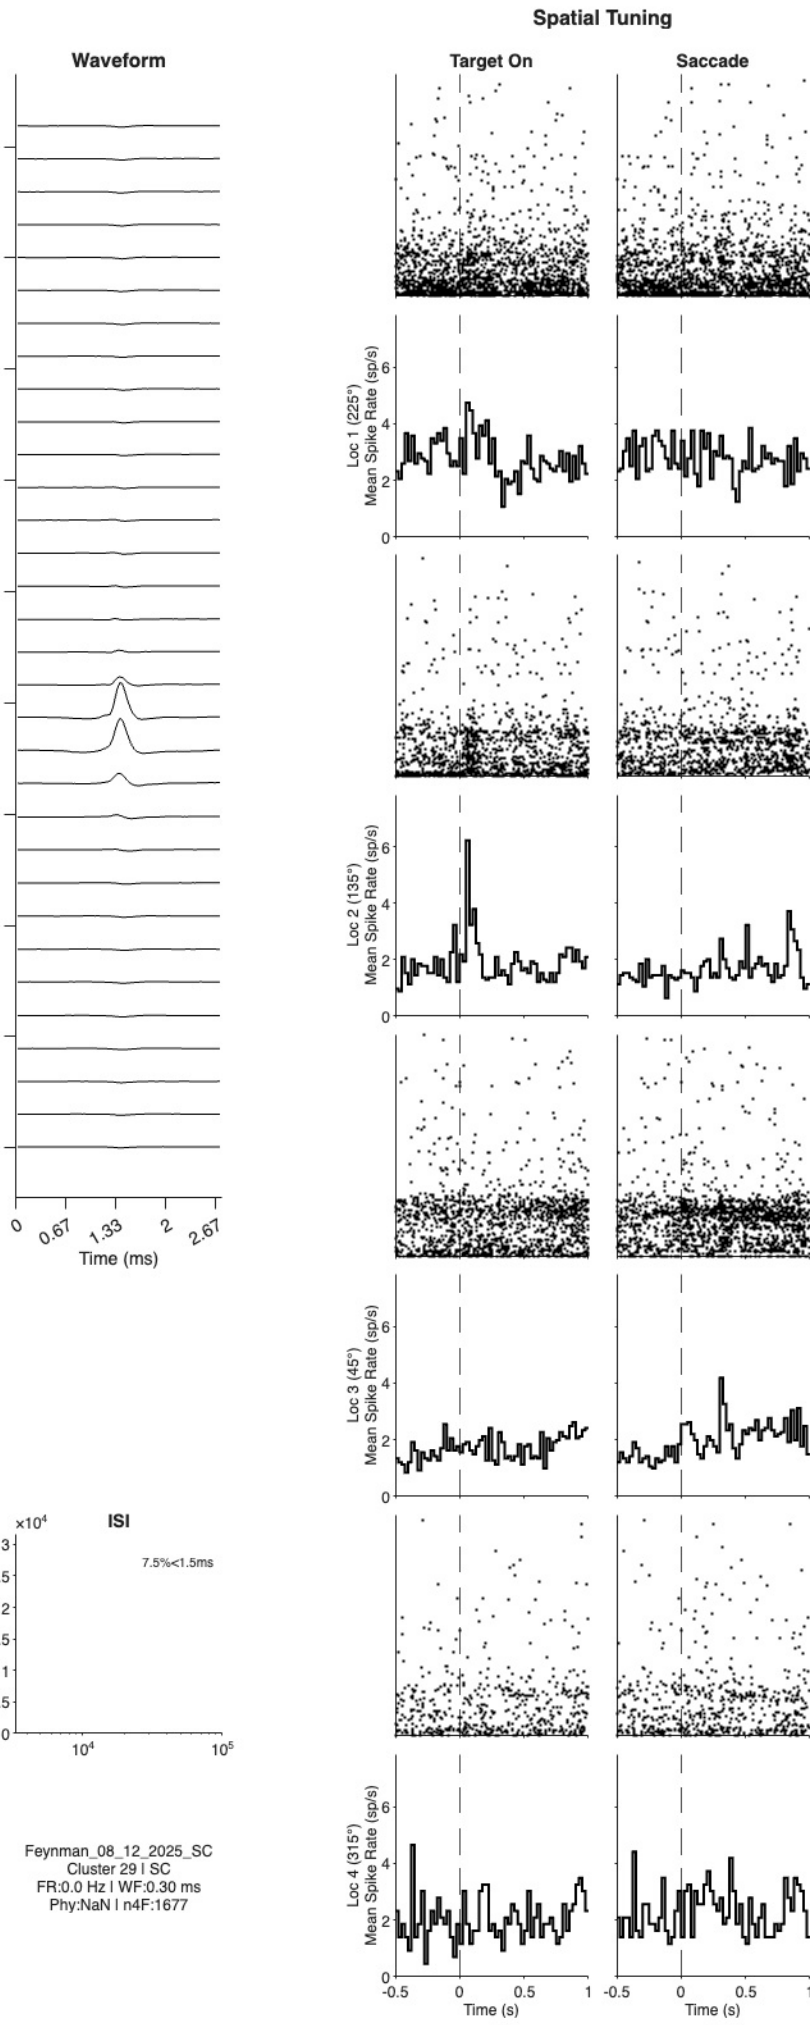 Spatial Tuning
Waveform
Target On
Saccade
6
4
2
0
Loc 1 (225°)
Mean Spike Rate (sp/s)
6
4
2
0
Loc 2 (135°)
Mean Spike Rate (sp/s)
0
0.67
1.33
2
2.67
Time (ms)
6
4
2
0
Loc 3 (45°)
Mean Spike Rate (sp/s)
×10⁴
ISI
7.5%<1.5ms
3
5
2
.5
1
.5
0
10⁴
10⁵
6
4
2
0
Loc 4 (315°)
Mean Spike Rate (sp/s)
Feynman_08_12_2025_SC
Cluster 29 | SC
FR:0.0 Hz | WF:0.30 ms
Phy:NaN | n4F:1677
-0.5
0
0.5
1
-0.5
0
0.5
1
Time (s)
Time (s)